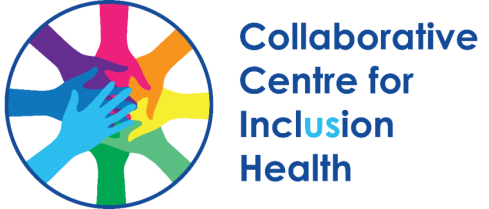 Collaborative
Centre for
Inclusion
Health